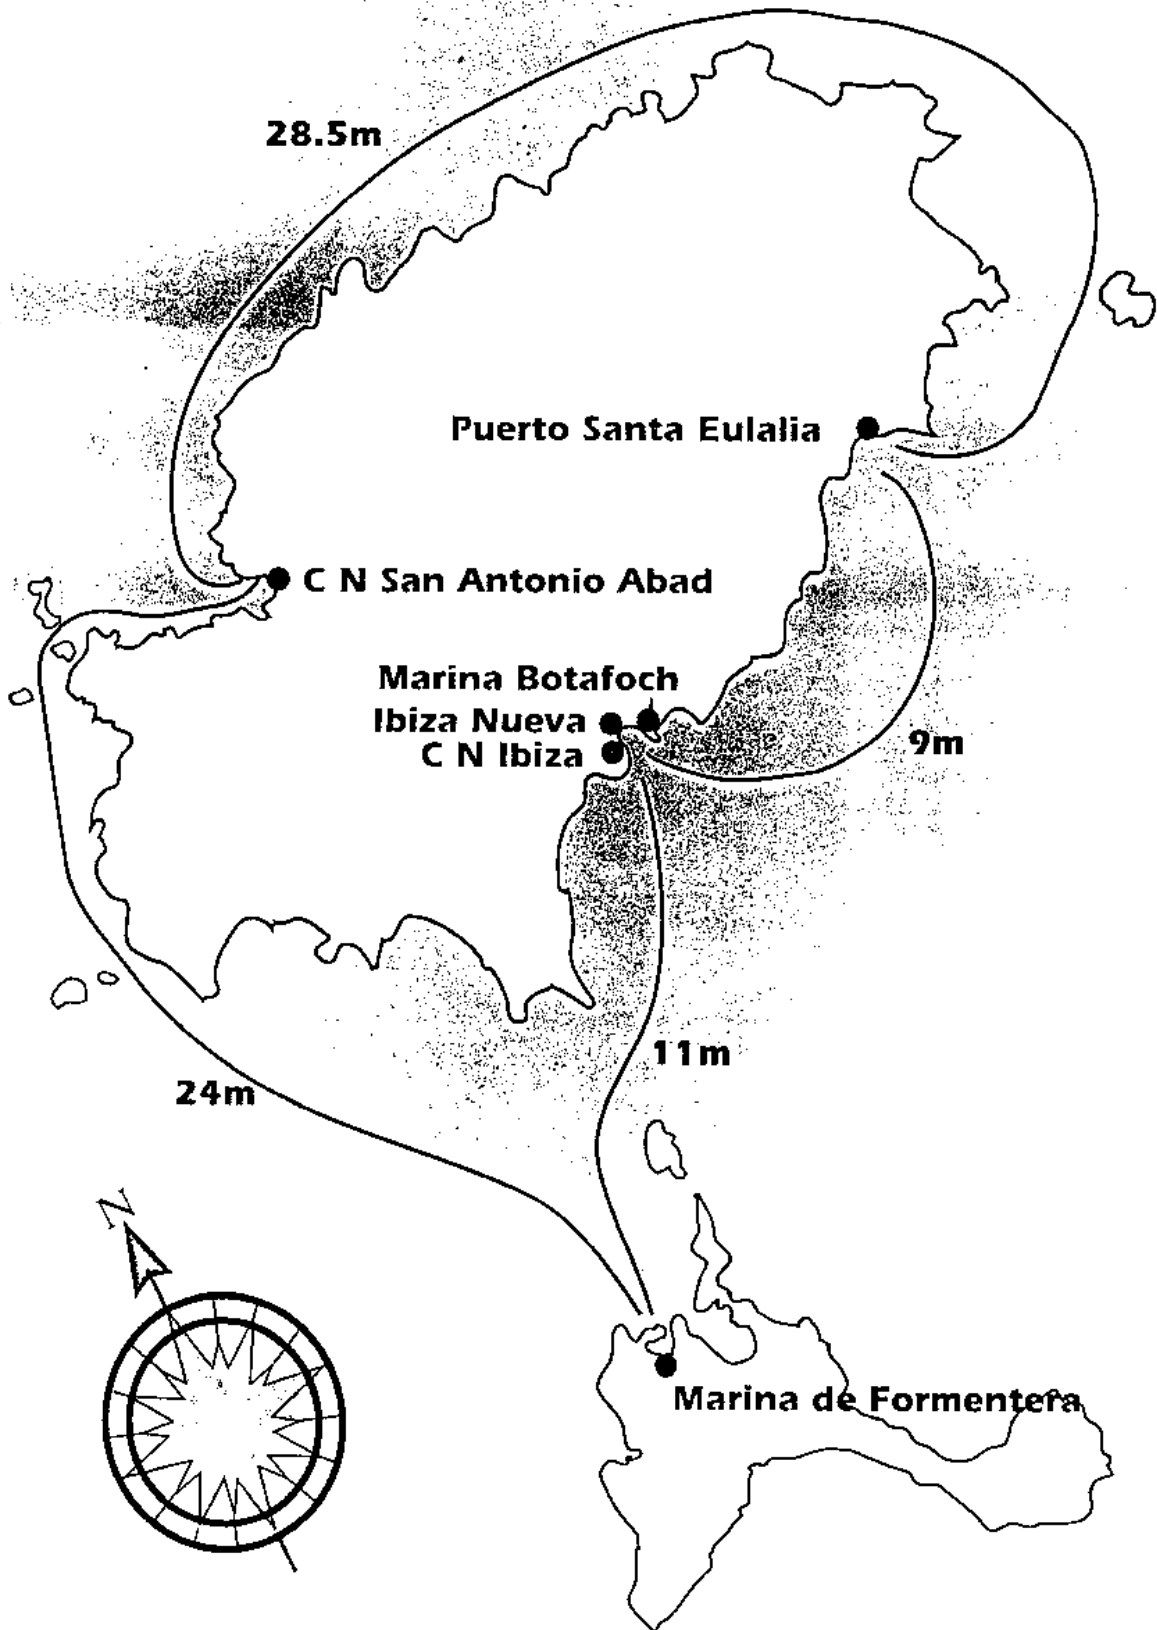 28.5m
Puerto Santa Eulalia
C N San Antonio Abad
Marina Botafoch
Ibiza Nueva
C N Ibiza
9m
11m
24m
N
Marina de Formentera